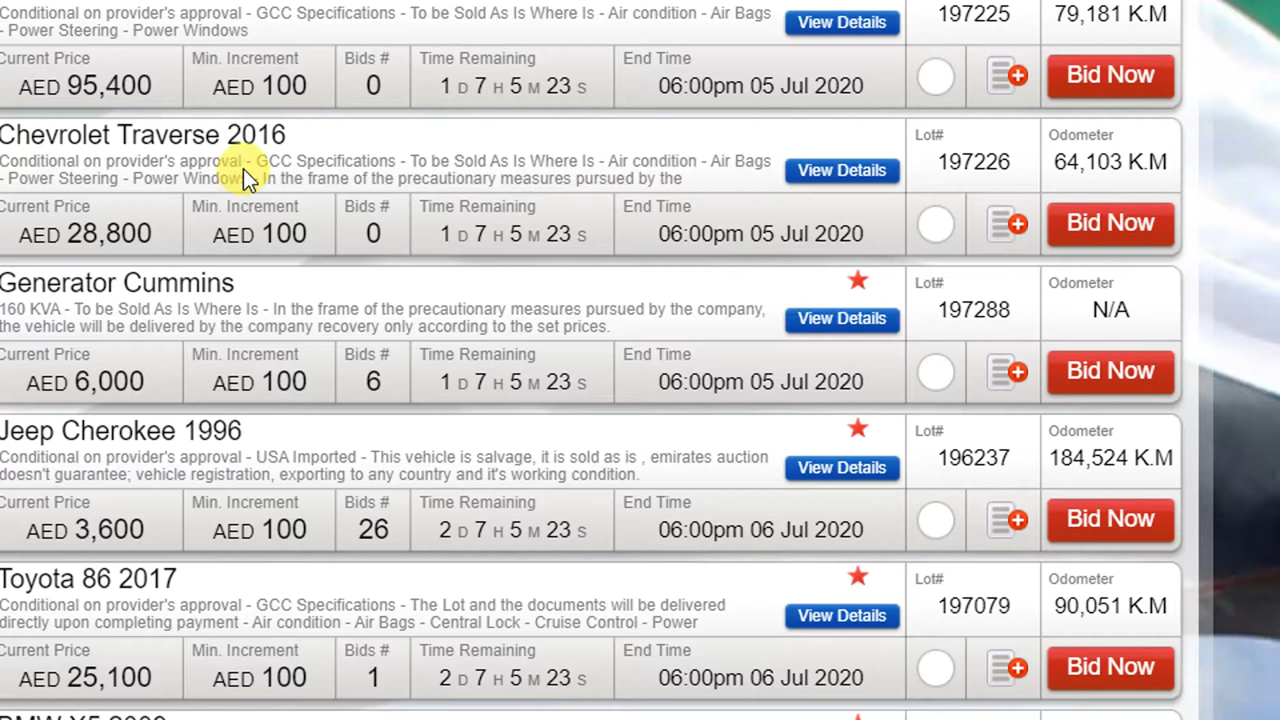 Conditional on provider's approval - GCC Specifications - To be Sold As Is Where Is - Air condition - Air Bags
- Power Steering - Power Windows
View Details
197225
79,181 K.M
Current Price
Min. Increment
Bids #
Time Remaining
End Time
AED 95,400
AED 100
0
1 D 7 H 5 M 23 S
06:00pm 05 Jul 2020
Bid Now
Chevrolet Traverse 2016
Conditional on provider's approval - GCC Specifications - To be Sold As Is Where Is - Air condition - Air Bags
- Power Steering - Power Windows - In the frame of the precautionary measures pursued by the
View Details
Lot#
197226
Odometer
64,103 K.M
Current Price
Min. Increment
Bids #
Time Remaining
End Time
AED 28,800
AED 100
0
1 D 7 H 5 M 23 S
06:00pm 05 Jul 2020
Bid Now
Generator Cummins
160 KVA - To be Sold As Is Where Is - In the frame of the precautionary measures pursued by the company,
the vehicle will be delivered by the company recovery only according to the set prices.
View Details
Lot#
197288
Odometer
N/A
Current Price
Min. Increment
Bids #
Time Remaining
End Time
AED 6,000
AED 100
6
1 D 7 H 5 M 23 S
06:00pm 05 Jul 2020
Bid Now
Jeep Cherokee 1996
Conditional on provider's approval - USA Imported - This vehicle is salvage, it is sold as is , emirates auction
doesn't guarantee; vehicle registration, exporting to any country and it's working condition.
View Details
Lot#
196237
Odometer
184,524 K.M
Current Price
Min. Increment
Bids #
Time Remaining
End Time
AED 3,600
AED 100
26
2 D 7 H 5 M 23 S
06:00pm 06 Jul 2020
Bid Now
Toyota 86 2017
Conditional on provider's approval - GCC Specifications - The Lot and the documents will be delivered
directly upon completing payment - Air condition - Air Bags - Central Lock - Cruise Control - Power
View Details
Lot#
197079
Odometer
90,051 K.M
Current Price
Min. Increment
Bids #
Time Remaining
End Time
AED 25,100
AED 100
1
2 D 7 H 5 M 23 S
06:00pm 06 Jul 2020
Bid Now